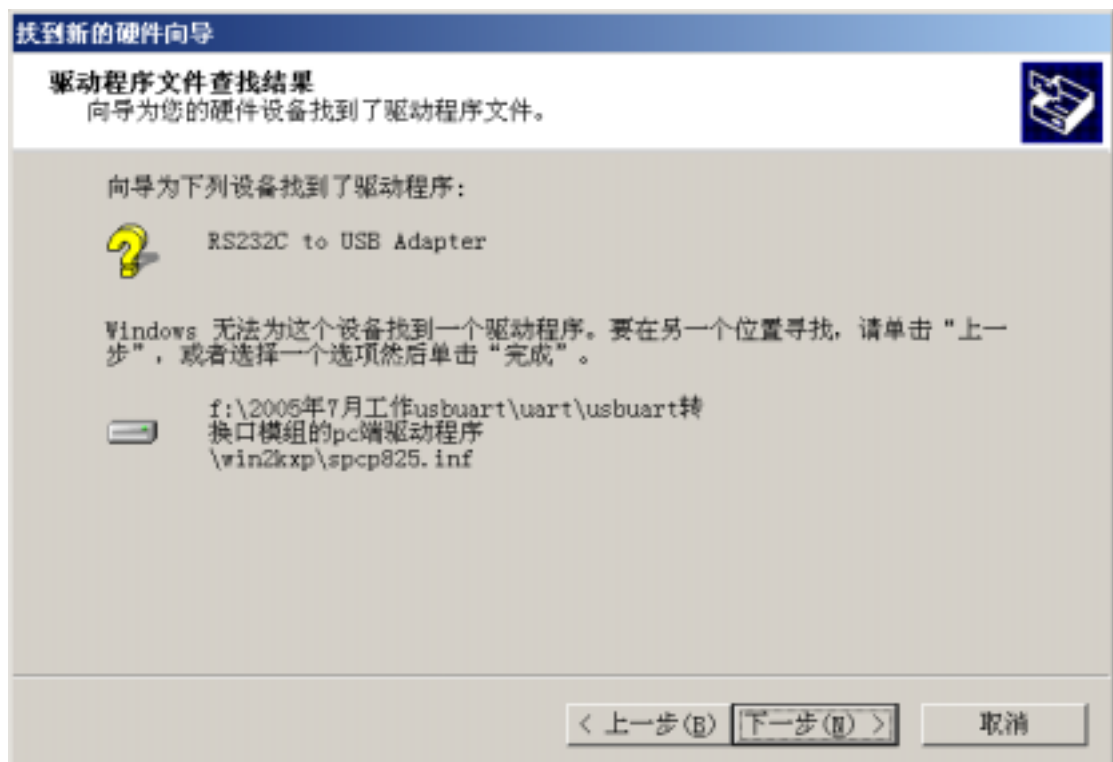 找到新的硬件向导
驱动程序文件查找结果
向导为您的硬件设备找到了驱动程序文件。
向导为下列设备找到了驱动程序:
RS232C to USB Adapter
Windows 无法为这个设备找到一个驱动程序。要在另一个位置寻找，请单击“上一
步”，或者选择一个选项然后单击“完成”。
f:\2005年7月工作usbuart\uart\usbuart转
换口模组的pc端驱动程序
\win2kxp\spcp825.inf
< 上一步(B) 下一步(N) > 取消